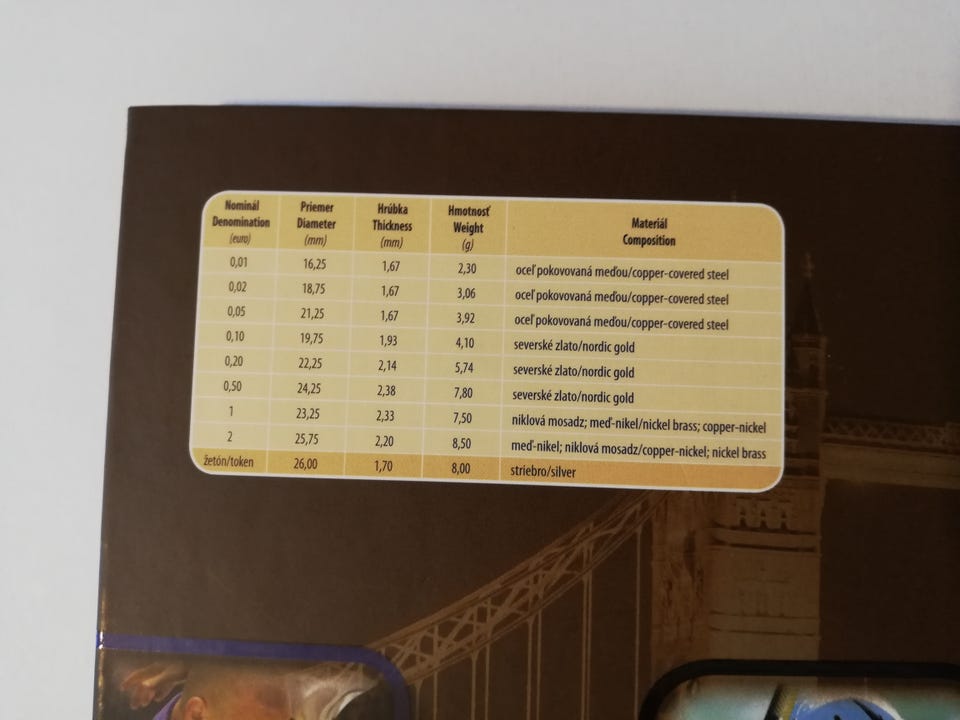 Nominál Denomination (euro) Priemer Diameter (mm) Hrúbka Thickness (mm) Hmotnosť Weight (g) Materiál Composition
0,01 16,25 1,67 2,30 oceľ pokovovaná meďou/copper-covered steel
0,02 18,75 1,67 3,06 oceľ pokovovaná meďou/copper-covered steel
0,05 21,25 1,67 3,92 oceľ pokovovaná meďou/copper-covered steel
0,10 19,75 1,93 4,10 severské zlato/nordic gold
0,20 22,25 2,14 5,74 severské zlato/nordic gold
0,50 24,25 2,38 7,80 severské zlato/nordic gold
1 23,25 2,33 7,50 niklová mosadz; meď-nikel/nickel brass; copper-nickel
2 25,75 2,20 8,50 meď-nikel; niklová mosadz/copper-nickel; nickel brass
žetón/token 26,00 1,70 8,00 striebro/silver